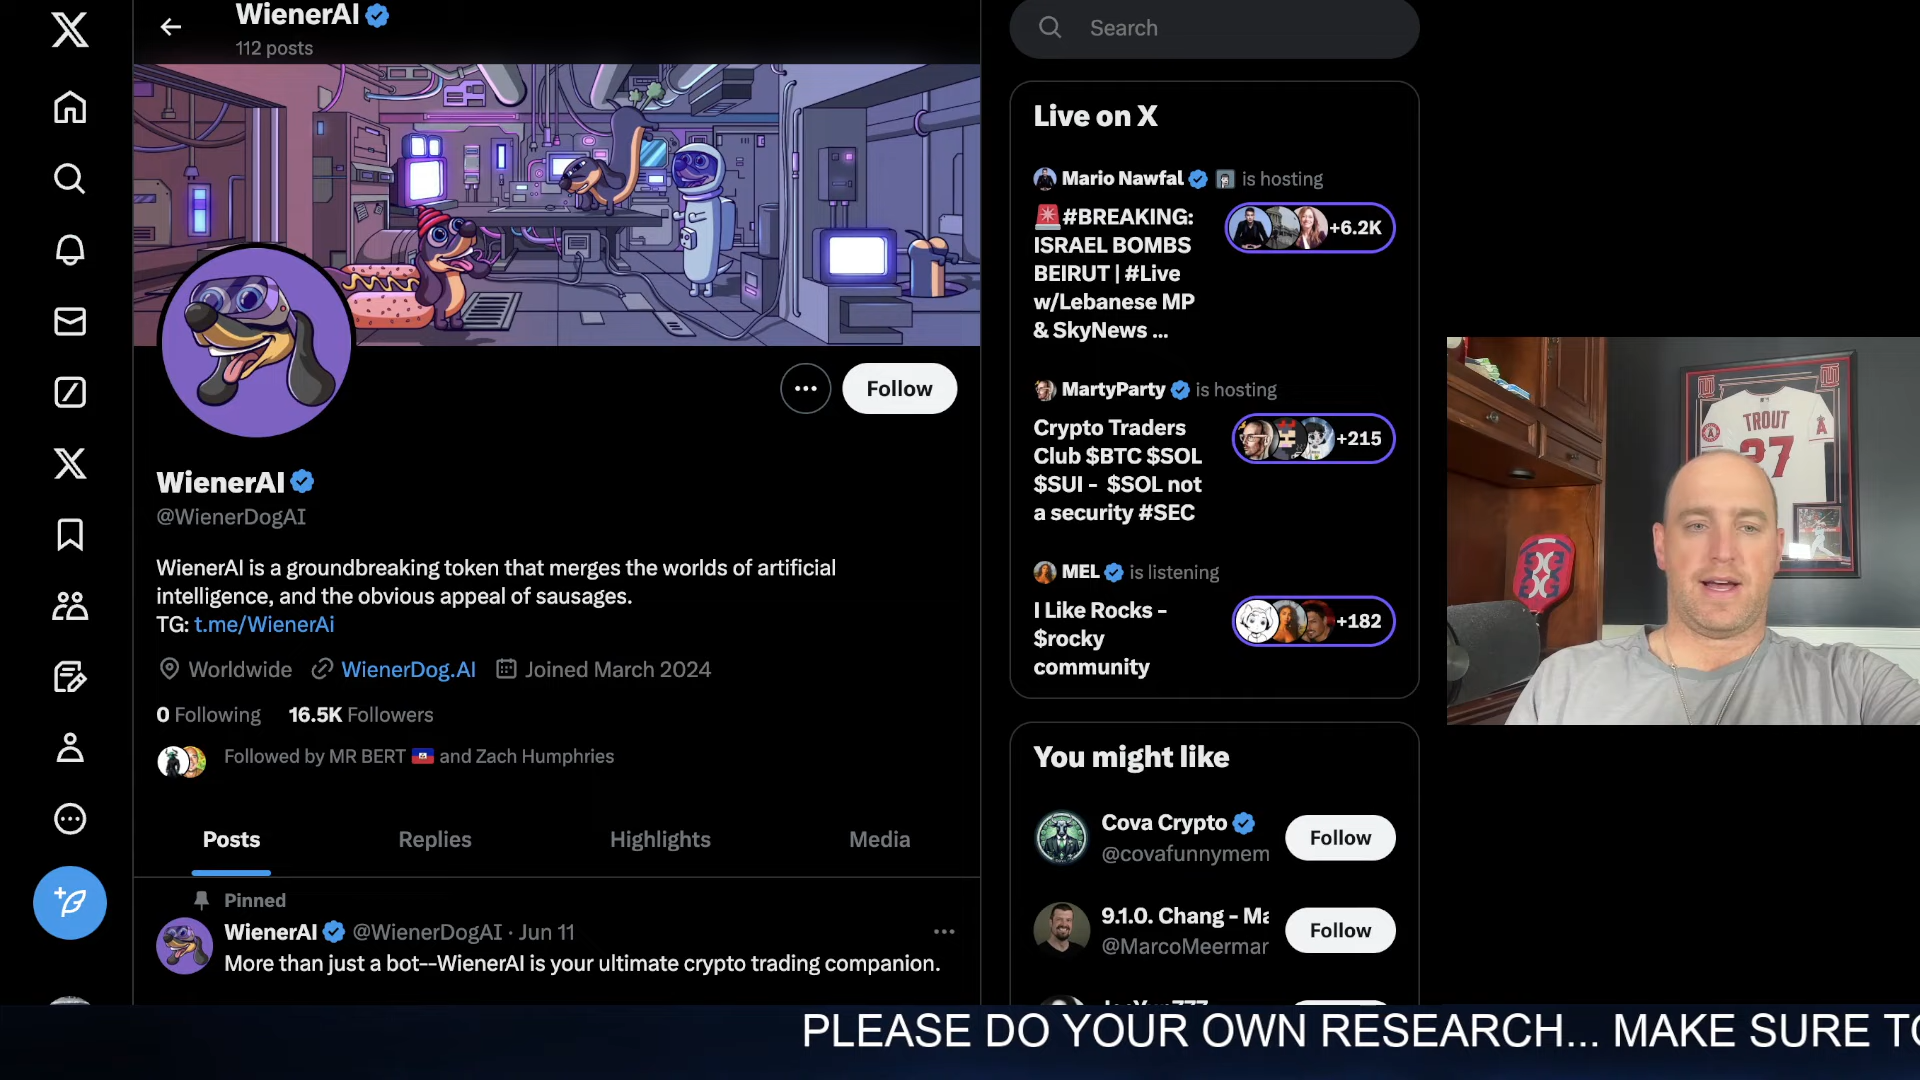 WienerAI
112 posts
Search
Live on X
Mario Nawfal is hosting
#BREAKING:
ISRAEL BOMBS
BEIRUT | #Live
w/Lebanese MP
& SkyNews ...
+6.2K
MartyParty is hosting
Crypto Traders
Club $BTC $SOL
$SUI - $SOL not
a security #SEC
+215
MEL is listening
I Like Rocks -
$rocky
community
+182
Follow
WienerAI
@WienerDogAI
WienerAI is a groundbreaking token that merges the worlds of artificial
intelligence, and the obvious appeal of sausages.
TG: t.me/WienerAi
Worldwide WienerDog.AI Joined March 2024
0 Following 16.5K Followers
Followed by MR BERT and Zach Humphries
Posts Replies Highlights Media
Pinned
WienerAI @WienerDogAI · Jun 11
More than just a bot--WienerAI is your ultimate crypto trading companion.
You might like
Cova Crypto
@covafunnymem
Follow
9.1.0. Chang - Ma
@MarcoMeermar
Follow
TROUT
27
PLEASE DO YOUR OWN RESEARCH... MAKE SURE TO